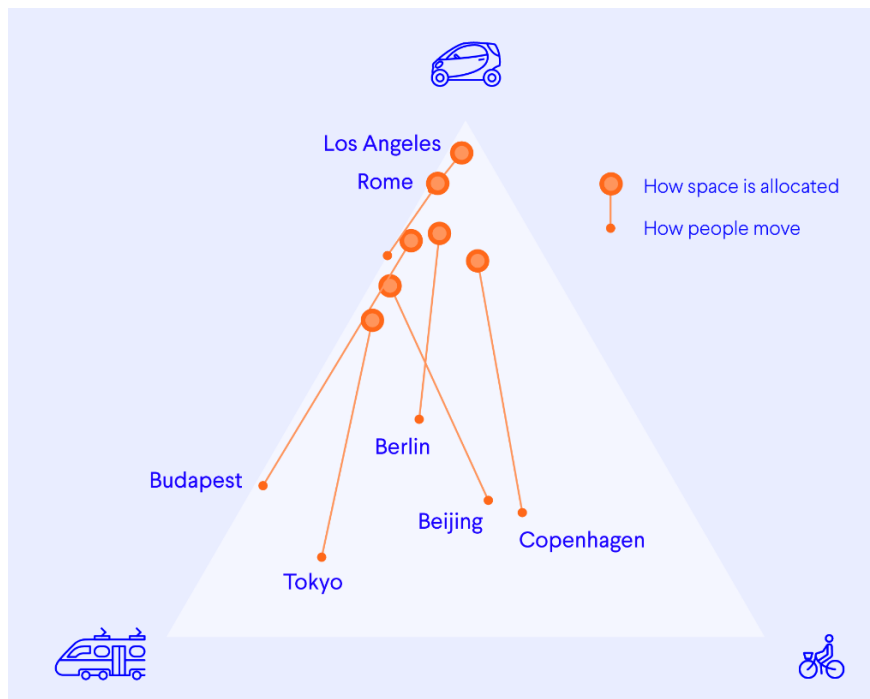 Los Angeles
Rome
How space is allocated
How people move
Berlin
Budapest
Beijing
Copenhagen
Tokyo